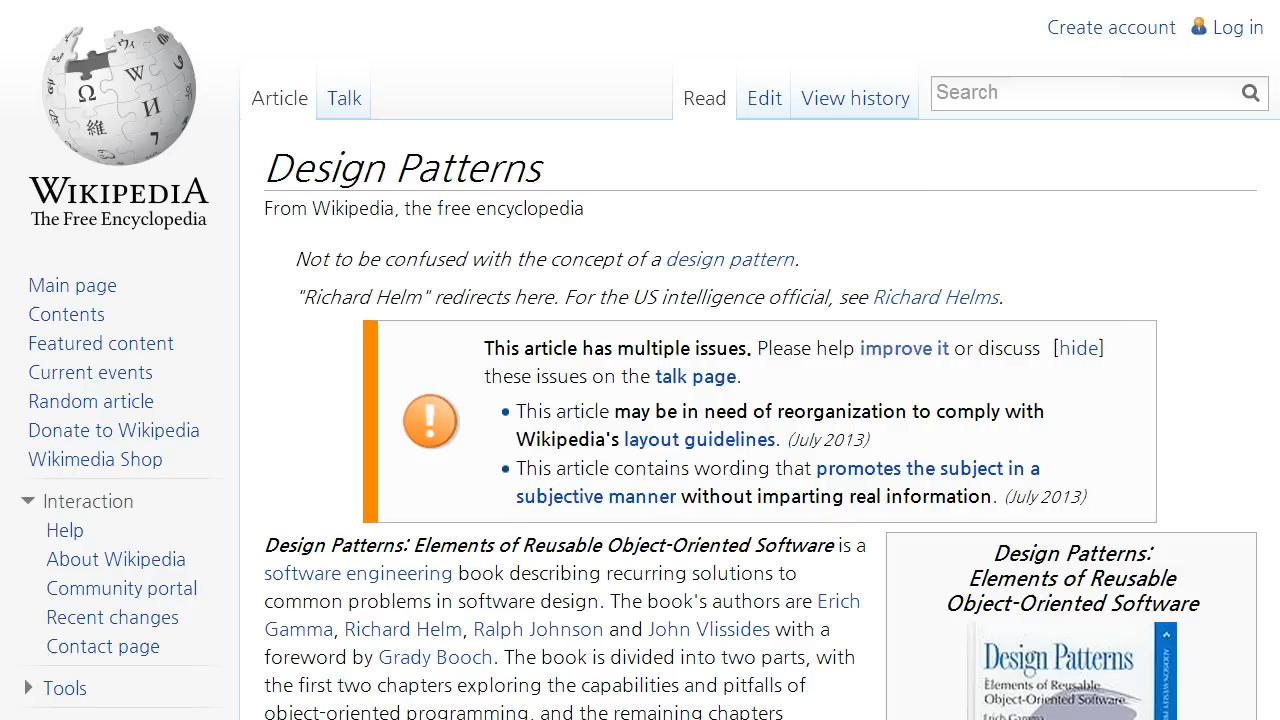 Create account Log in
Article Talk Read Edit View history Search
WIKIPEDIA
The Free Encyclopedia
Main page
Contents
Featured content
Current events
Random article
Donate to Wikipedia
Wikimedia Shop
Interaction
Help
About Wikipedia
Community portal
Recent changes
Contact page
Tools
Design Patterns
From Wikipedia, the free encyclopedia
Not to be confused with the concept of a design pattern.
"Richard Helm" redirects here. For the US intelligence official, see Richard Helms.
This article has multiple issues. Please help improve it or discuss [hide]
these issues on the talk page.
• This article may be in need of reorganization to comply with
Wikipedia's layout guidelines. (July 2013)
• This article contains wording that promotes the subject in a
subjective manner without imparting real information. (July 2013)
Design Patterns: Elements of Reusable Object-Oriented Software is a
software engineering book describing recurring solutions to
common problems in software design. The book's authors are Erich
Gamma, Richard Helm, Ralph Johnson and John Vlissides with a
foreword by Grady Booch. The book is divided into two parts, with
the first two chapters exploring the capabilities and pitfalls of
object-oriented programming, and the remaining chapters
Design Patterns:
Elements of Reusable
Object-Oriented Software
Design Patterns
Elements of Reusable
Object-Oriented Software
Erich Gamma